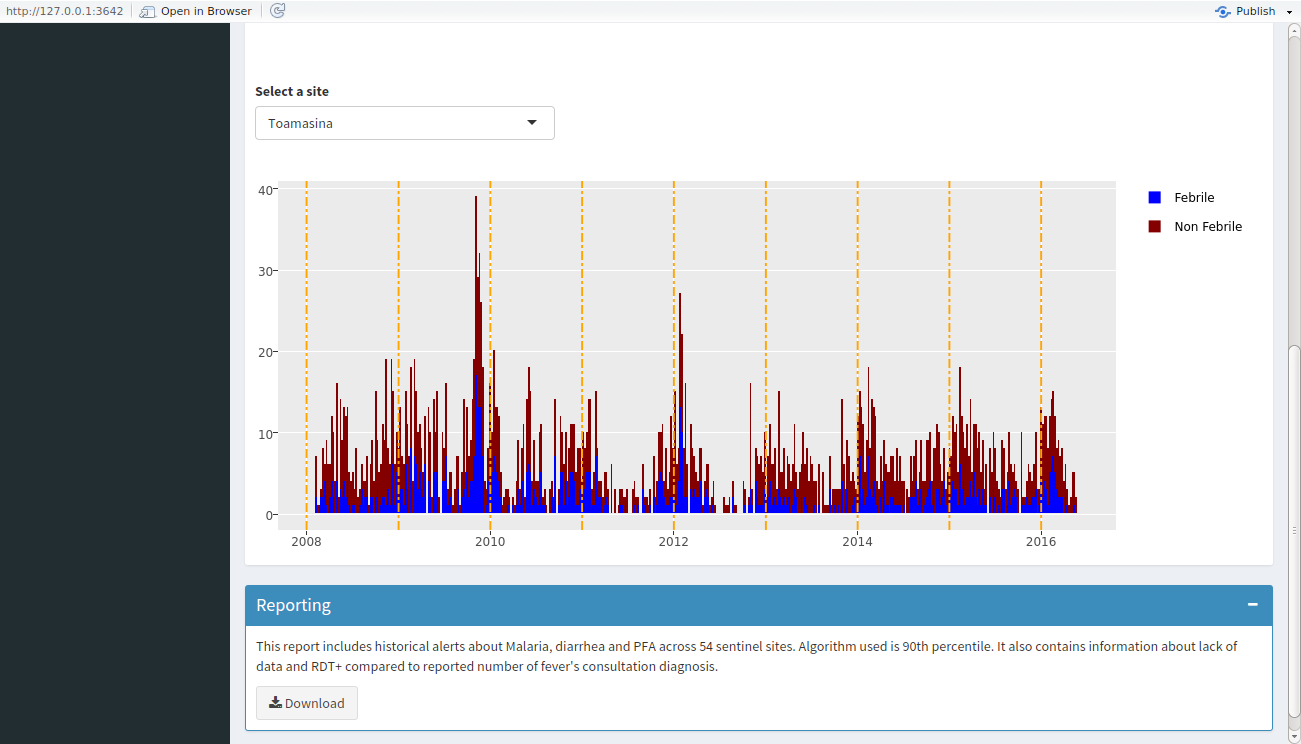 http://127.0.0.1:3642 Open in Browser Publish
Select a site
Toamasina
40
30
20
10
0
2008 2010 2012 2014 2016
Febrile
Non Febrile
Reporting
This report includes historical alerts about Malaria, diarrhea and PFA across 54 sentinel sites. Algorithm used is 90th percentile. It also contains information about lack of
data and RDT+ compared to reported number of fever's consultation diagnosis.
Download